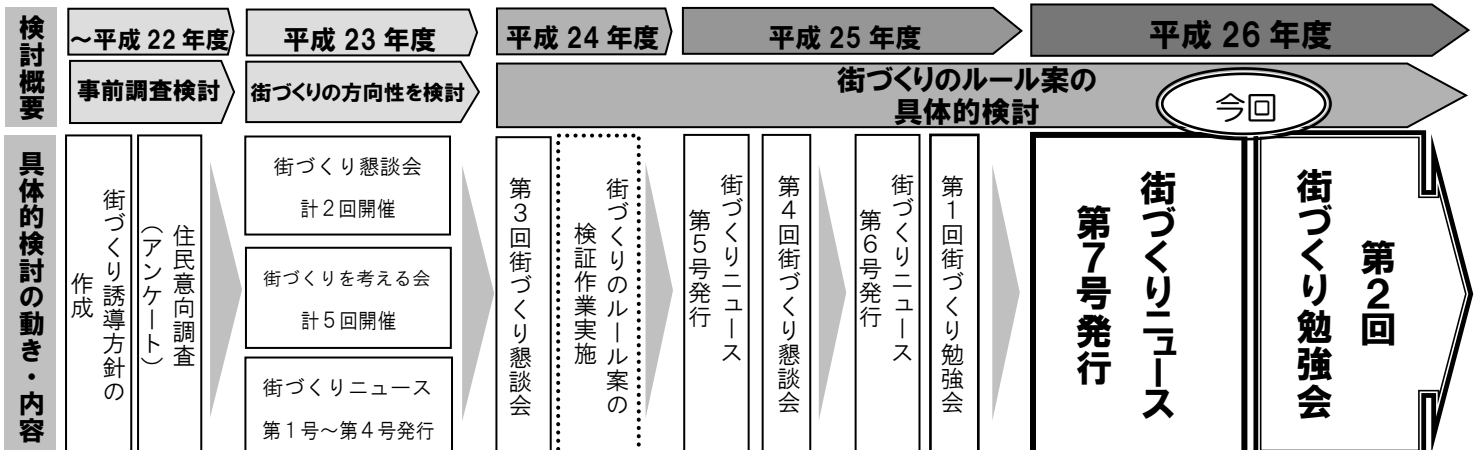 検討概要
～平成 22 年度
平成 23 年度
平成 24 年度
平成 25 年度
平成 26 年度
事前調査検討
街づくりの方向性を検討
街づくりのルール案の
具体的検討
今回
具体的検討の動き・内容
街づくり誘導方針の
作成
住民意向調査
（アンケート）
街づくり懇談会
計２回開催
街づくりを考える会
計５回開催
街づくりニュース
第１号～第４号発行
第３回街づくり懇談会
街づくりのルール案の
検証作業実施
街づくりニュース
第５号発行
第４回街づくり懇談会
街づくりニュース
第６号発行
第１回街づくり勉強会
街づくりニュース
第７号発行
第２回
街づくり勉強会